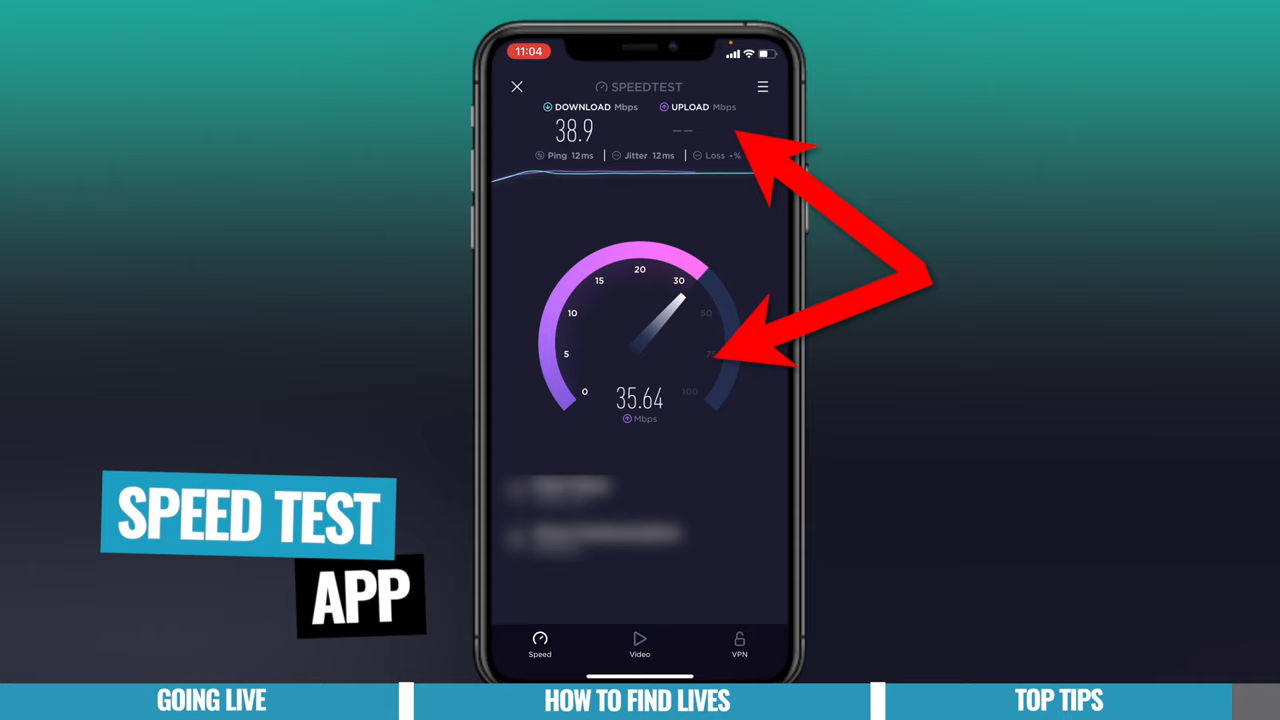 11:04
SPEEDTEST
DOWNLOAD Mbps UPLOAD Mbps
38.9 --
Ping 12ms Jitter 12ms Loss -%
20
15 30
10 50
5 75
0 100
35.64
Mbps
SPEED TEST
APP
Speed Video VPN
GOING LIVE HOW TO FIND LIVES TOP TIPS